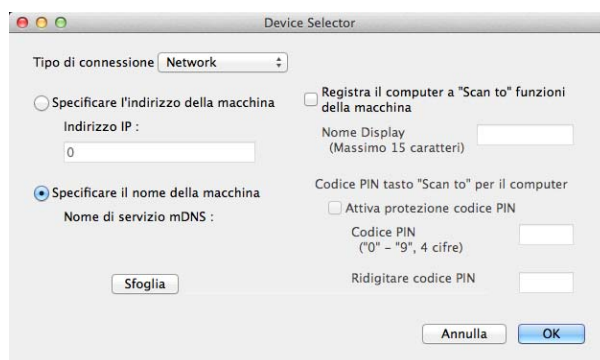 Device Selector
Tipo di connessione Network
Specificare l'indirizzo della macchina
Indirizzo IP :
0
Specificare il nome della macchina
Nome di servizio mDNS :
Sfoglia
Registra il computer a "Scan to" funzioni
della macchina
Nome Display
(Massimo 15 caratteri)
Codice PIN tasto "Scan to" per il computer
Attiva protezione codice PIN
Codice PIN
("0" – "9", 4 cifre)
Ridigitare codice PIN
Annulla
OK